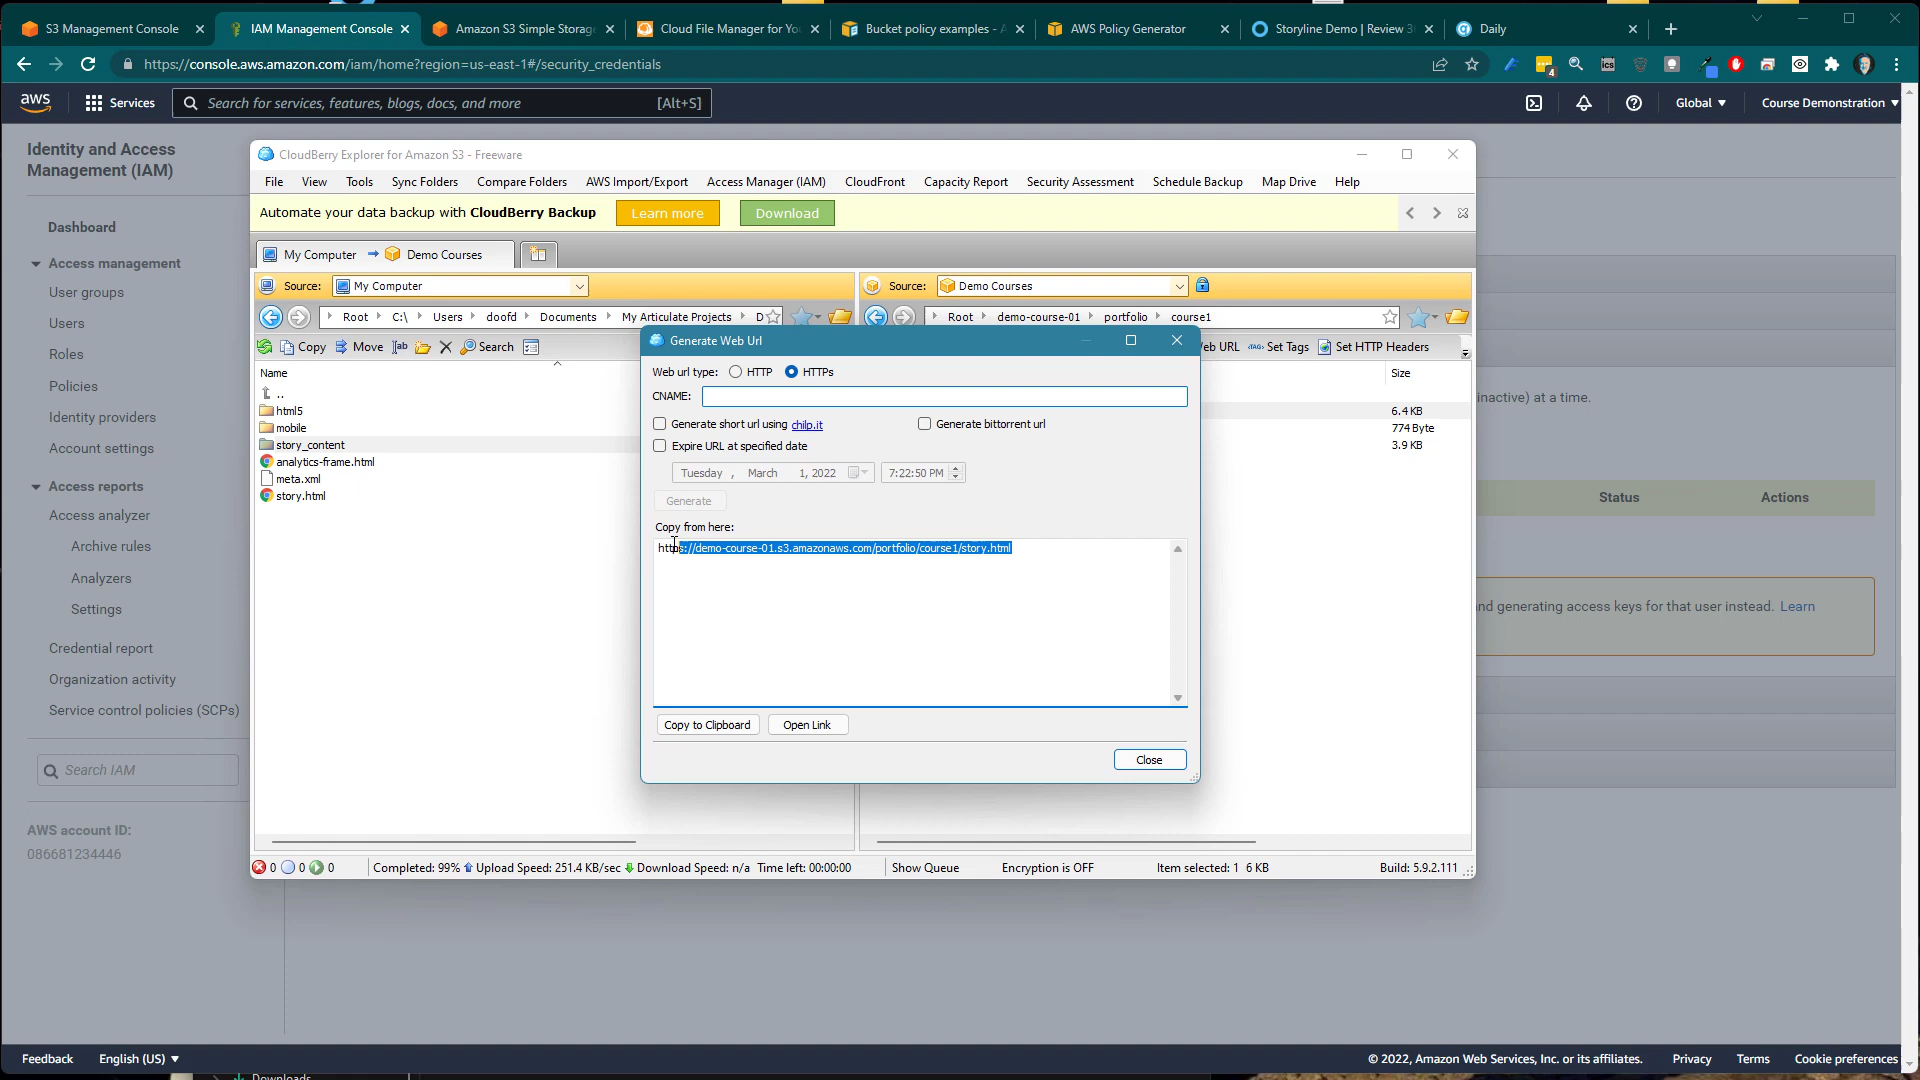 S3 Management Console
IAM Management Console
Amazon S3 Simple Storage
Cloud File Manager for Yo
Bucket policy examples - A
AWS Policy Generator
Storyline Demo | Review 3
Daily
https://console.aws.amazon.com/iam/home?region=us-east-1#/security_credentials
4
ics
aws
Services
Search for services, features, blogs, docs, and more
[Alt+S]
Global
Course Demonstration
Identity and Access
Management (IAM)
Dashboard
Access management
User groups
Users
Roles
Policies
Identity providers
Account settings
Access reports
Access analyzer
Archive rules
Analyzers
Settings
Credential report
Organization activity
Service control policies (SCPs)
Search IAM
AWS account ID:
086681234446
CloudBerry Explorer for Amazon S3 - Freeware
File View Tools Sync Folders Compare Folders AWS Import/Export Access Manager (IAM) CloudFront Capacity Report Security Assessment Schedule Backup Map Drive Help
Automate your data backup with CloudBerry Backup
Learn more
Download
My Computer
Demo Courses
Source: My Computer
Root C:\ Users doofd Documents My Articulate Projects D
Copy Move Search
Name
..
html5
mobile
story_content
analytics-frame.html
meta.xml
story.html
Source: Demo Courses
Root demo-course-01 portfolio course1
eb URL Set Tags Set HTTP Headers
Size
6.4 KB
774 Byte
3.9 KB
Generate Web Url
Web url type: HTTP HTTPs
CNAME:
Generate short url using chilp.it
Generate bittorrent url
Expire URL at specified date
Tuesday , March 1, 2022
7:22:50 PM
Generate
Copy from here:
https://demo-course-01.s3.amazonaws.com/portfolio/course1/story.html
Copy to Clipboard
Open Link
Close
0 0 0
Completed: 99% Upload Speed: 251.4 KB/sec Download Speed: n/a Time left: 00:00:00
Show Queue
Encryption is OFF
Item selected: 1 6 KB
Build: 5.9.2.111
inactive) at a time.
Status
Actions
and generating access keys for that user instead. Learn
Feedback
English (US)
© 2022, Amazon Web Services, Inc. or its affiliates.
Privacy
Terms
Cookie preferences
Downloads